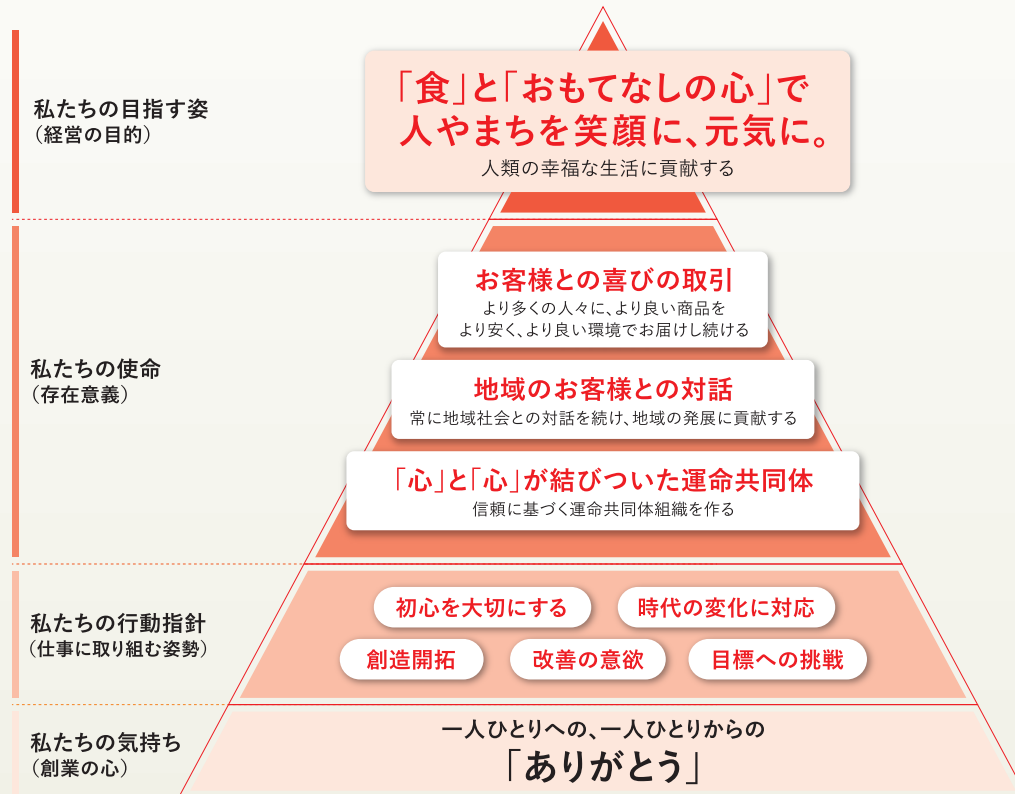 私たちの目指す姿
（経営の目的）
「食」と「おもてなしの心」で
人やまちを笑顔に、元気に。
人類の幸福な生活に貢献する
私たちの使命
（存在意義）
お客様との喜びの取引
より多くの人々に、より良い商品を
より安く、より良い環境でお届けし続ける
地域のお客様との対話
常に地域社会との対話を続け、地域の発展に貢献する
「心」と「心」が結びついた運命共同体
信頼に基づく運命共同体組織を作る
私たちの行動指針
（仕事に取り組む姿勢）
初心を大切にする
時代の変化に対応
創造開拓
改善の意欲
目標への挑戦
私たちの気持ち
（創業の心）
一人ひとりへの、一人ひとりからの
「ありがとう」